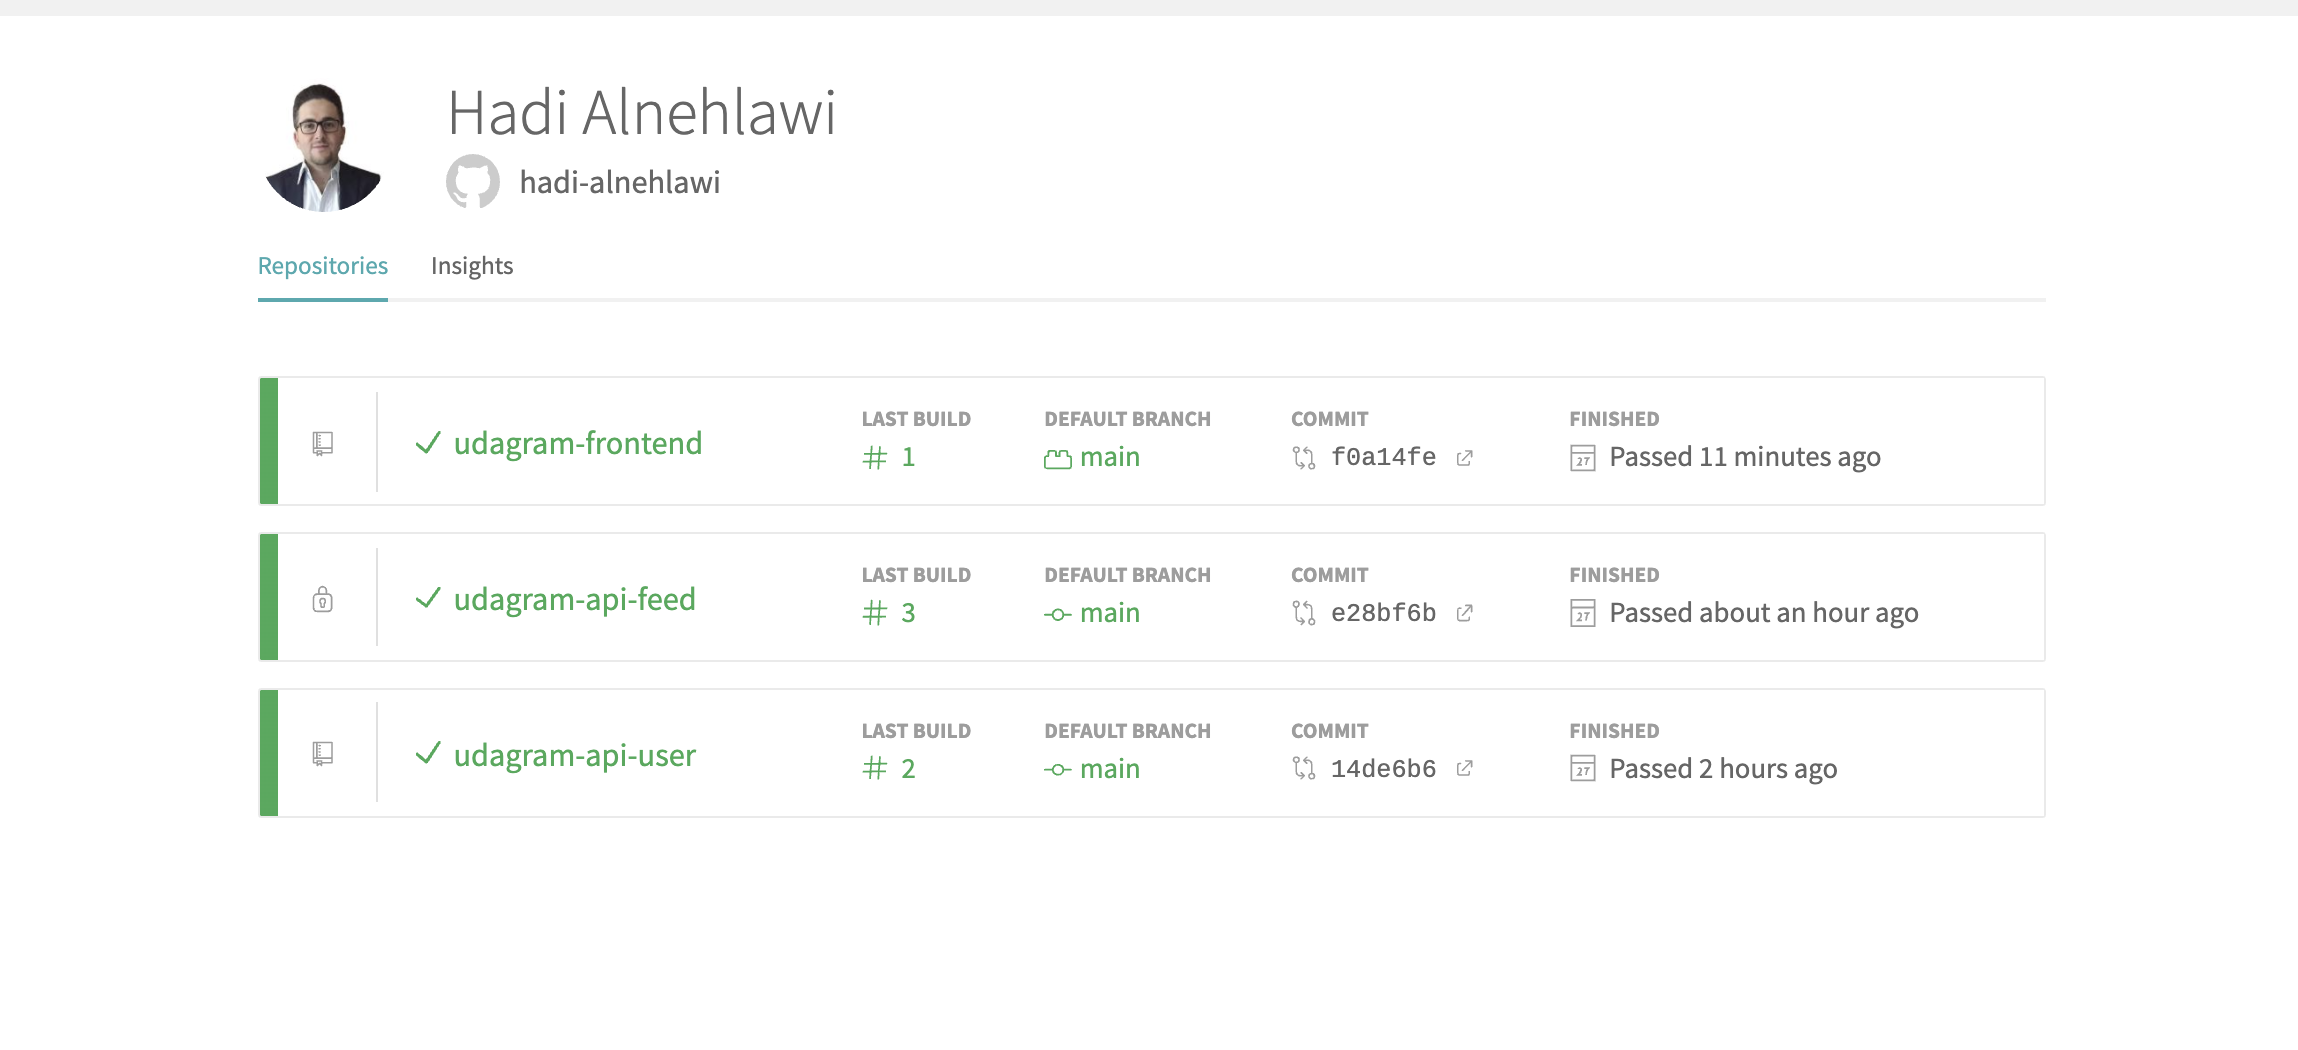 Hadi Alnehlawi
hadi-alnehlawi
Repositories Insights
LAST BUILD DEFAULT BRANCH COMMIT FINISHED
udagram-frontend # 1 main f0a14fe 27 Passed 11 minutes ago
LAST BUILD DEFAULT BRANCH COMMIT FINISHED
udagram-api-feed # 3 main e28bf6b 27 Passed about an hour ago
LAST BUILD DEFAULT BRANCH COMMIT FINISHED
udagram-api-user # 2 main 14de6b6 27 Passed 2 hours ago